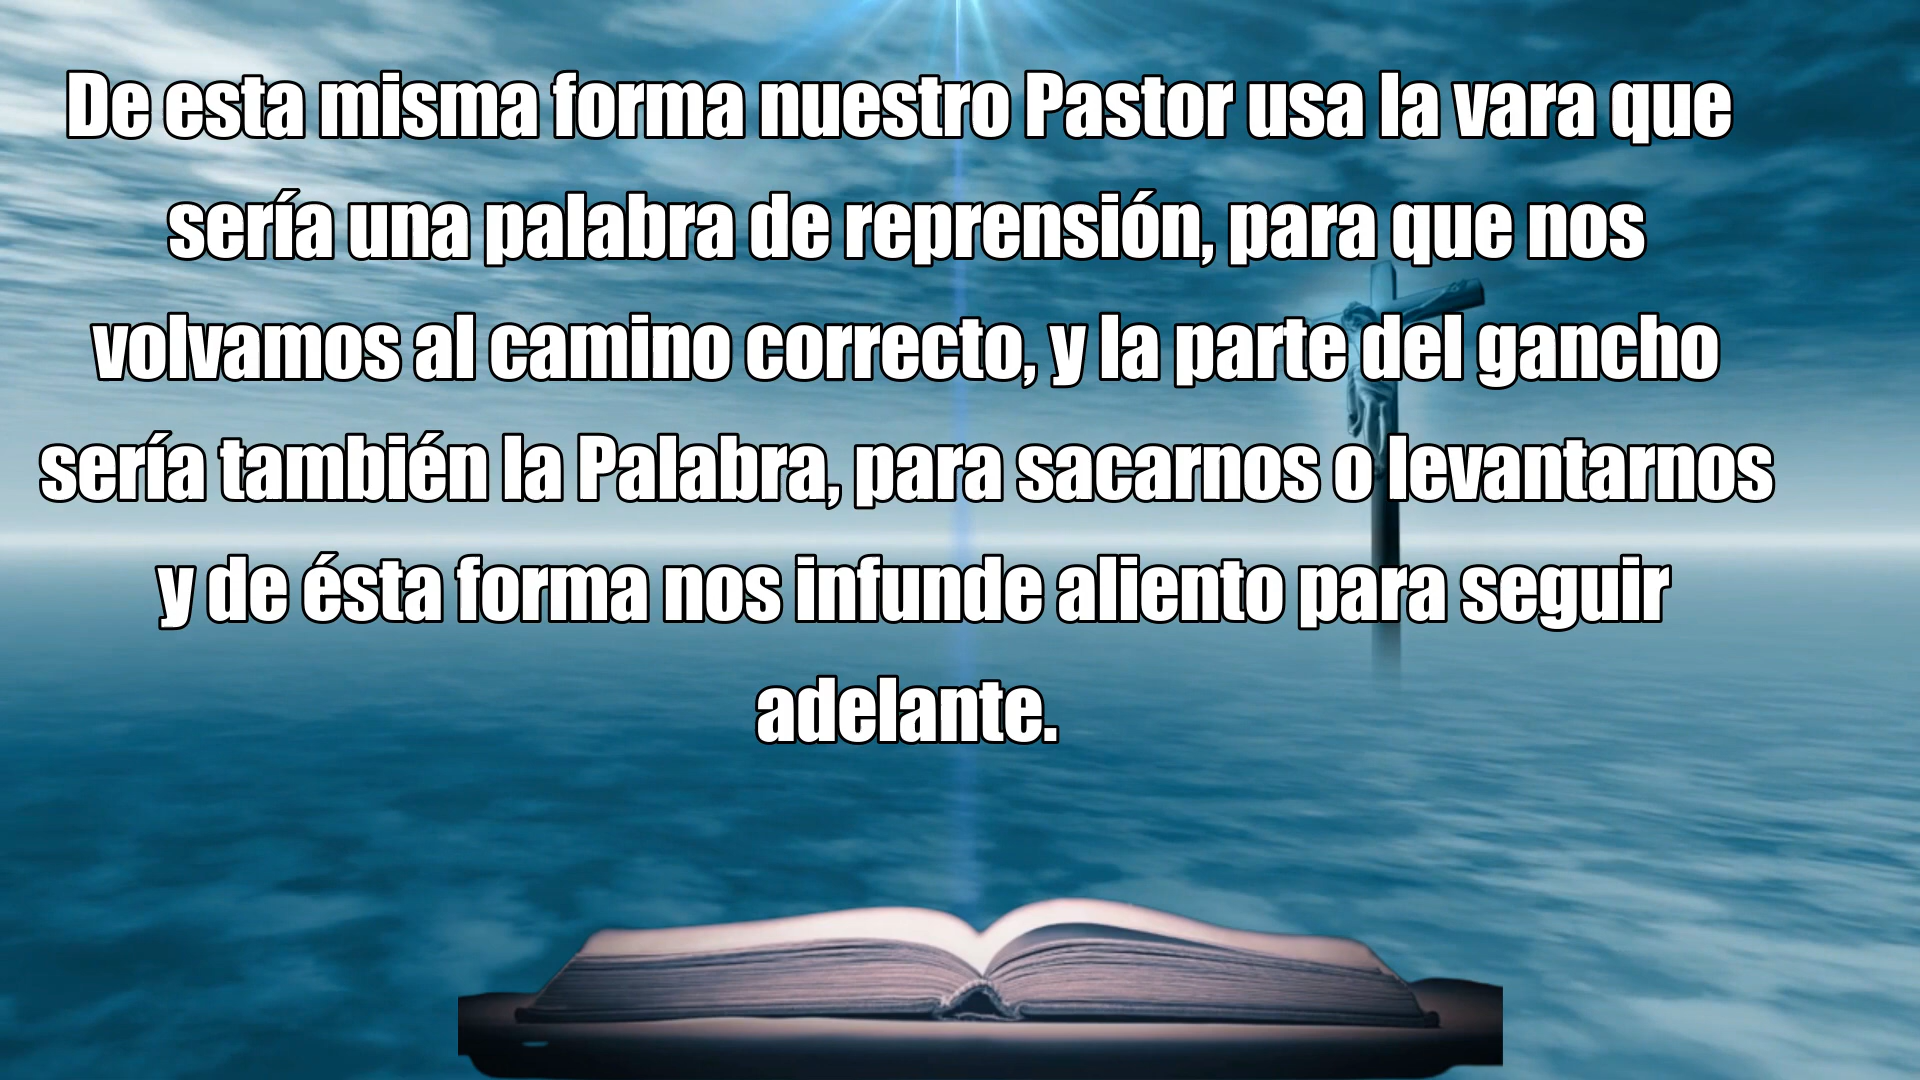 De esta misma forma nuestro Pastor usa la vara que
sería una palabra de reprensión, para que nos
volvamos al camino correcto, y la parte del gancho
sería también la Palabra, para sacarnos o levantarnos
y de ésta forma nos infunde aliento para seguir
adelante.